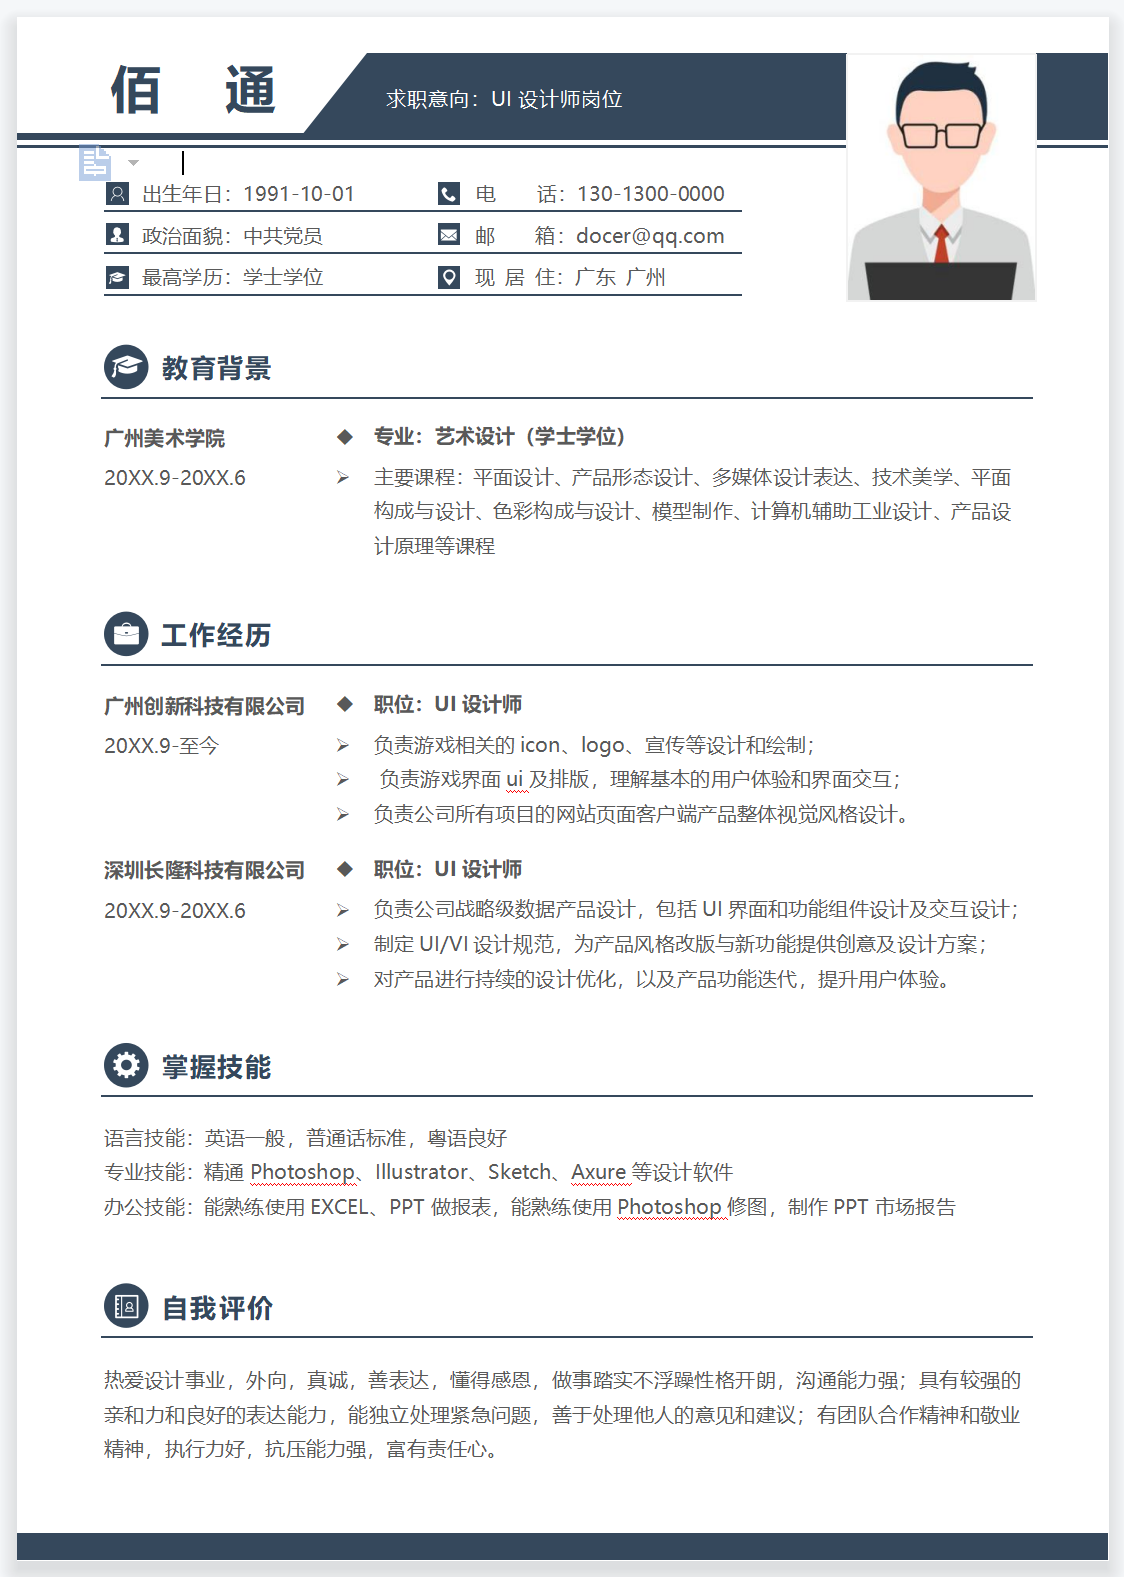 佰 通
求职意向：UI 设计师岗位
出生年日：1991-10-01
电 话：130-1300-0000
政治面貌：中共党员
邮 箱：docer@qq.com
最高学历：学士学位
现 居 住：广东 广州
教育背景
广州美术学院
◆ 专业：艺术设计（学士学位）
20XX.9-20XX.6
➢ 主要课程：平面设计、产品形态设计、多媒体设计表达、技术美学、平面
构成与设计、色彩构成与设计、模型制作、计算机辅助工业设计、产品设
计原理等课程
工作经历
广州创新科技有限公司
◆ 职位：UI 设计师
20XX.9-至今
➢ 负责游戏相关的 icon、logo、宣传等设计和绘制；
➢ 负责游戏界面 ui 及排版，理解基本的用户体验和界面交互；
➢ 负责公司所有项目的网站页面客户端产品整体视觉风格设计。
深圳长隆科技有限公司
◆ 职位：UI 设计师
20XX.9-20XX.6
➢ 负责公司战略级数据产品设计，包括 UI 界面和功能组件设计及交互设计；
➢ 制定 UI/VI 设计规范，为产品风格改版与新功能提供创意及设计方案；
➢ 对产品进行持续的设计优化，以及产品功能迭代，提升用户体验。
掌握技能
语言技能：英语一般，普通话标准，粤语良好
专业技能：精通 Photoshop、Illustrator、Sketch、Axure 等设计软件
办公技能：能熟练使用 EXCEL、PPT 做报表，能熟练使用 Photoshop 修图，制作 PPT 市场报告
自我评价
热爱设计事业，外向，真诚，善表达，懂得感恩，做事踏实不浮躁性格开朗，沟通能力强；具有较强的
亲和力和良好的表达能力，能独立处理紧急问题，善于处理他人的意见和建议；有团队合作精神和敬业
精神，执行力好，抗压能力强，富有责任心。